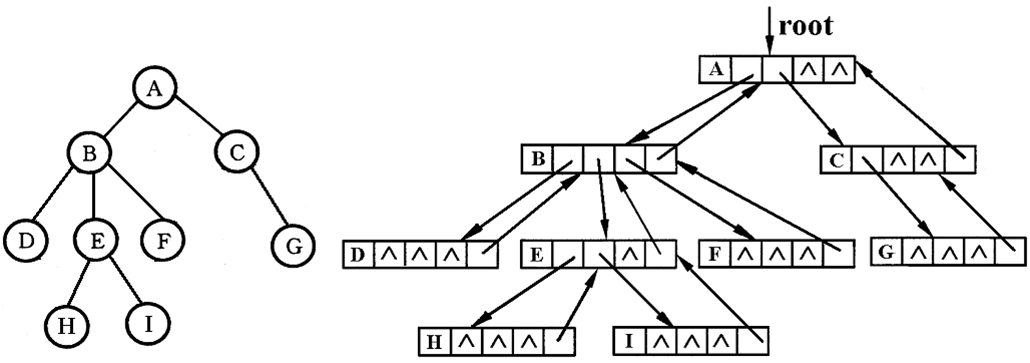 root
A ∧ ∧
A
B C
B C ∧ ∧
D E F G
D ∧ ∧ ∧ E ∧ F ∧ ∧ ∧ G ∧ ∧ ∧
H I
H ∧ ∧ ∧ I ∧ ∧ ∧